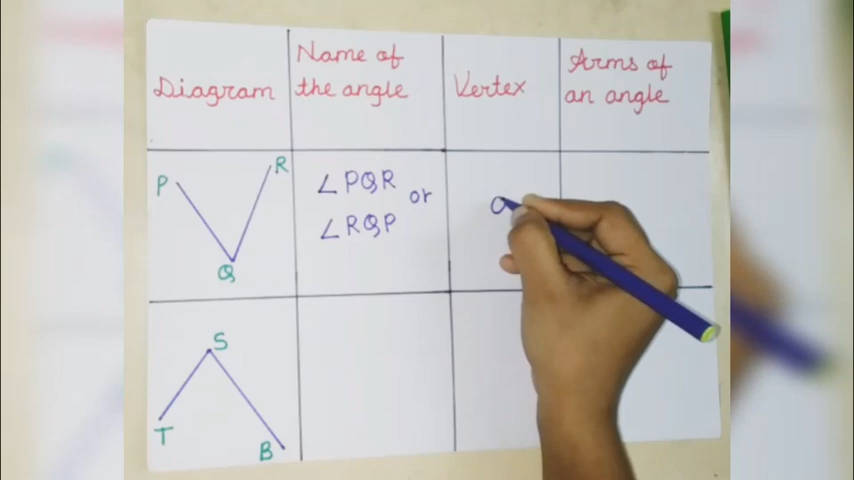 Diagram
Name of
the angle
Vertex
Arms of
an angle
P
R
Q
∠PQR or
∠RQP
S
T
B